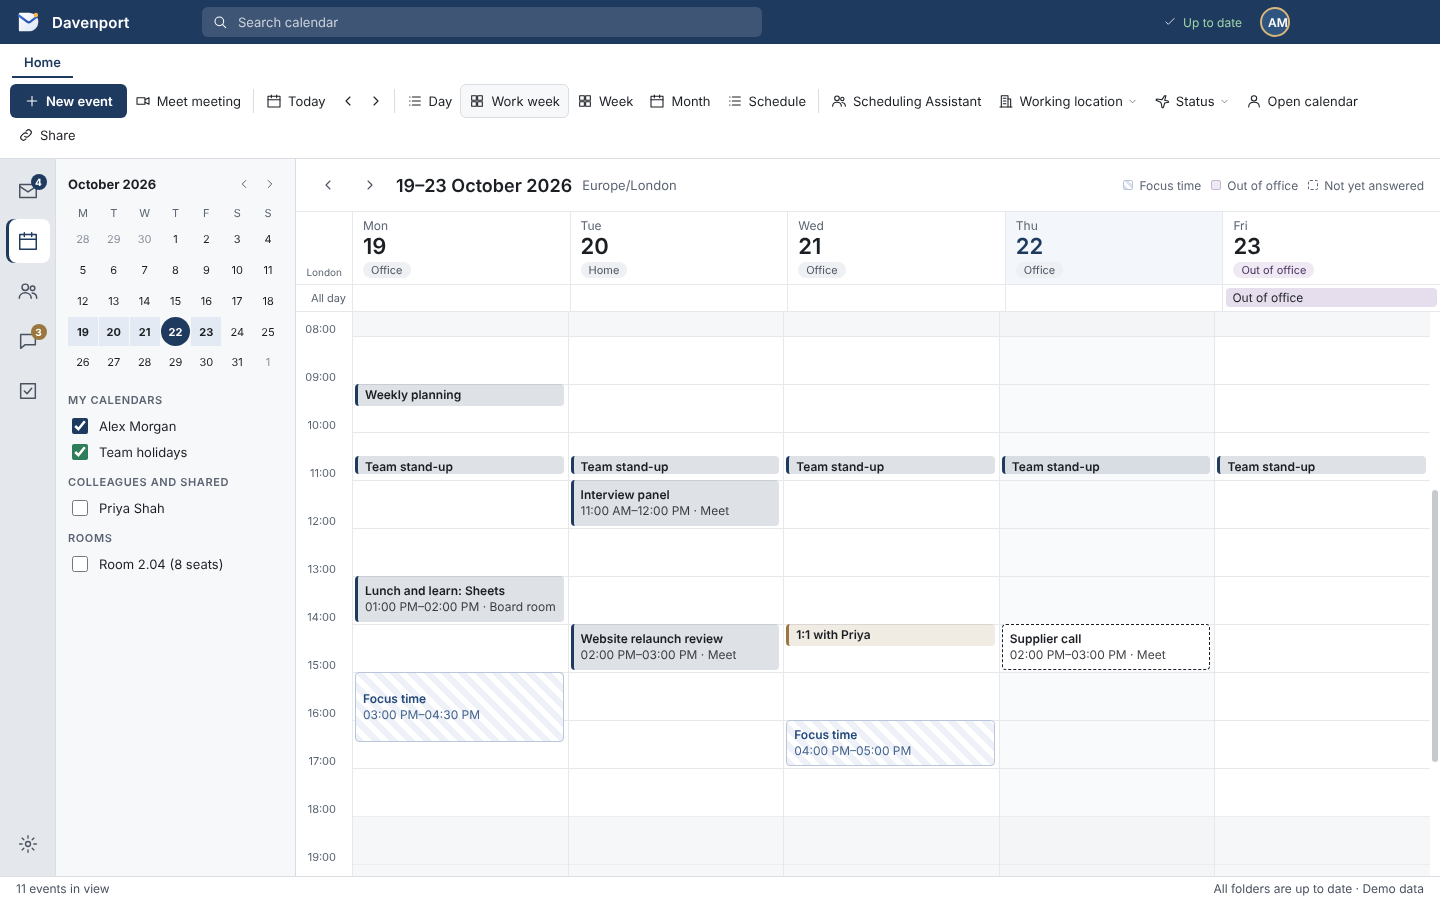 Davenport
Search calendar
Up to date
AM
Home
New event
Meet meeting
Today
Day
Work week
Week
Month
Schedule
Scheduling Assistant
Working location
Status
Open calendar
Share
4
3
October 2026
M T W T F S S
28 29 30 1 2 3 4
5 6 7 8 9 10 11
12 13 14 15 16 17 18
19 20 21 22 23 24 25
26 27 28 29 30 31 1
MY CALENDARS
Alex Morgan
Team holidays
COLLEAGUES AND SHARED
Priya Shah
ROOMS
Room 2.04 (8 seats)
19–23 October 2026 Europe/London
Focus time
Out of office
Not yet answered
London
Mon
19
Office
Tue
20
Home
Wed
21
Office
Thu
22
Office
Fri
23
Out of office
All day
Out of office
08:00
09:00
10:00
11:00
12:00
13:00
14:00
15:00
16:00
17:00
18:00
19:00
Weekly planning
Team stand-up
Lunch and learn: Sheets
01:00 PM–02:00 PM · Board room
Focus time
03:00 PM–04:30 PM
Team stand-up
Interview panel
11:00 AM–12:00 PM · Meet
Website relaunch review
02:00 PM–03:00 PM · Meet
Team stand-up
1:1 with Priya
Focus time
04:00 PM–05:00 PM
Team stand-up
Supplier call
02:00 PM–03:00 PM · Meet
Team stand-up
11 events in view
All folders are up to date · Demo data